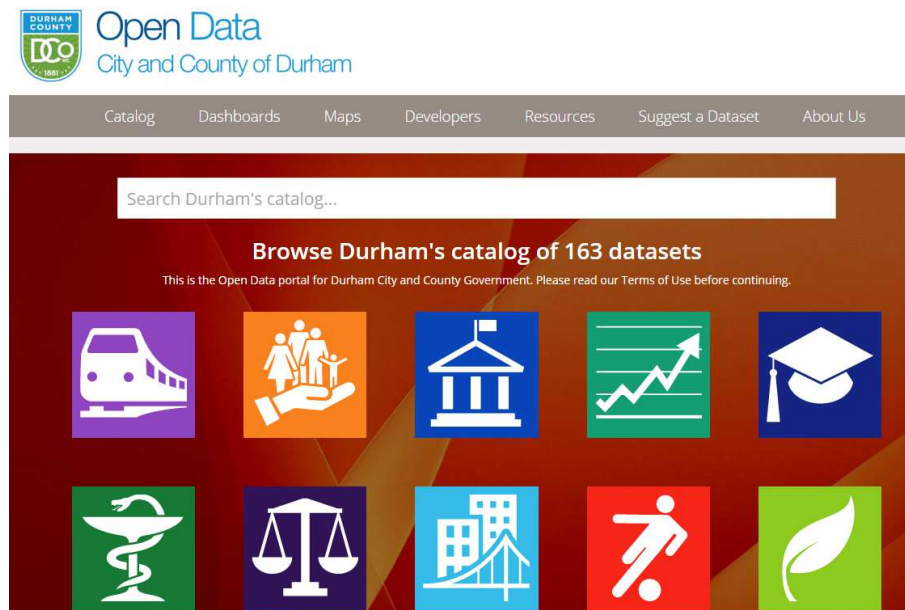 DURHAM
COUNTY
DCo
NC
1881
Open Data
City and County of Durham
Catalog Dashboards Maps Developers Resources Suggest a Dataset About Us
Search Durham's catalog...
Browse Durham's catalog of 163 datasets
This is the Open Data portal for Durham City and County Government. Please read our Terms of Use before continuing.